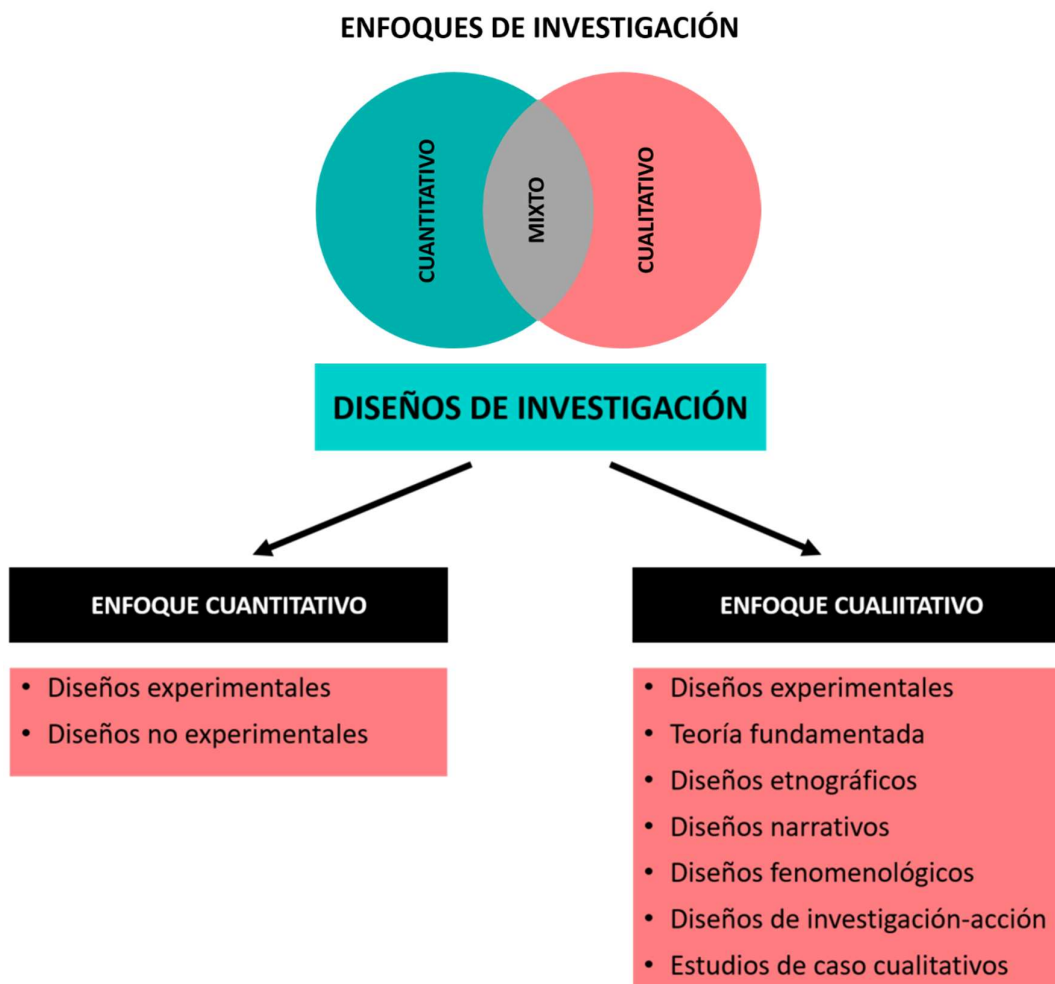 ENFOQUES DE INVESTIGACIÓN
CUANTITATIVO
MIXTO
CUALITATIVO
DISEÑOS DE INVESTIGACIÓN
ENFOQUE CUANTITATIVO
• Diseños experimentales
• Diseños no experimentales
ENFOQUE CUALIITATIVO
• Diseños experimentales
• Teoría fundamentada
• Diseños etnográficos
• Diseños narrativos
• Diseños fenomenológicos
• Diseños de investigación-acción
• Estudios de caso cualitativos